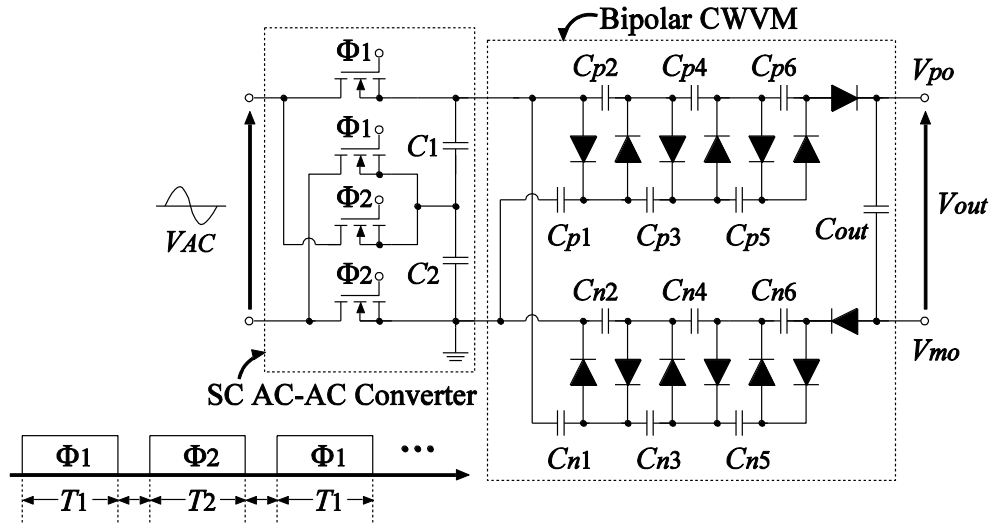 Bipolar CWVM
Φ1
Cp2
Cp4
Cp6
Vpo
Φ1
C1
Φ2
VAC
Cp1
Cp3
Cp5
Cout
Vout
Φ2
C2
Cn2
Cn4
Cn6
Vmo
SC AC-AC Converter
Cn1
Cn3
Cn5
Φ1
Φ2
Φ1
•••
T1
T2
T1